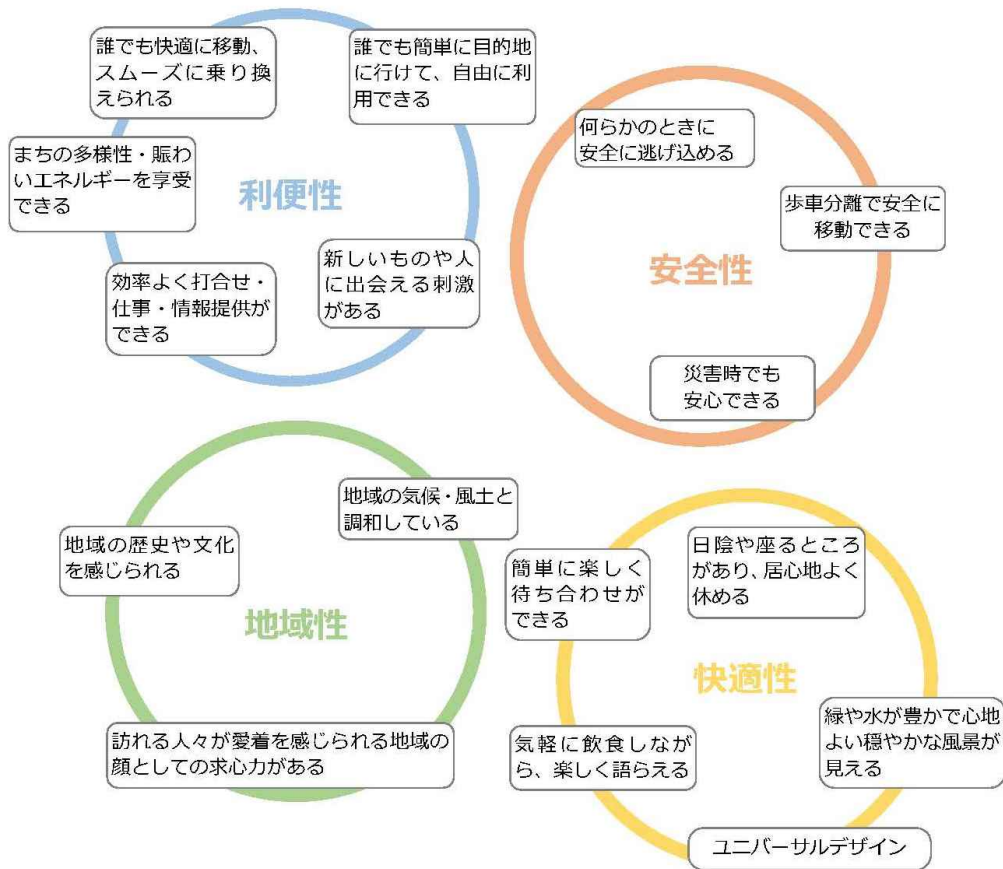 誰でも快適に移動、
スムーズに乗り換
えられる
誰でも簡単に目的地
に行けて、自由に利
用できる
まちの多様性・賑わ
いエネルギーを享受
できる
利便性
新しいものや人
に出会える刺激
がある
効率よく打合せ・
仕事・情報提供が
できる
何らかのときに
安全に逃げ込める
歩車分離で安全に
移動できる
安全性
災害時でも
安心できる
地域の気候・風土と
調和している
地域の歴史や文化
を感じられる
地域性
訪れる人々が愛着を感じられる地域の
顔としての求心力がある
日陰や座るところ
があり、居心地よく
休める
簡単に楽しく
待ち合わせが
できる
快適性
緑や水が豊かで心地
よい穏やかな風景が
見える
気軽に飲食しなが
ら、楽しく語らえる
ユニバーサルデザイン